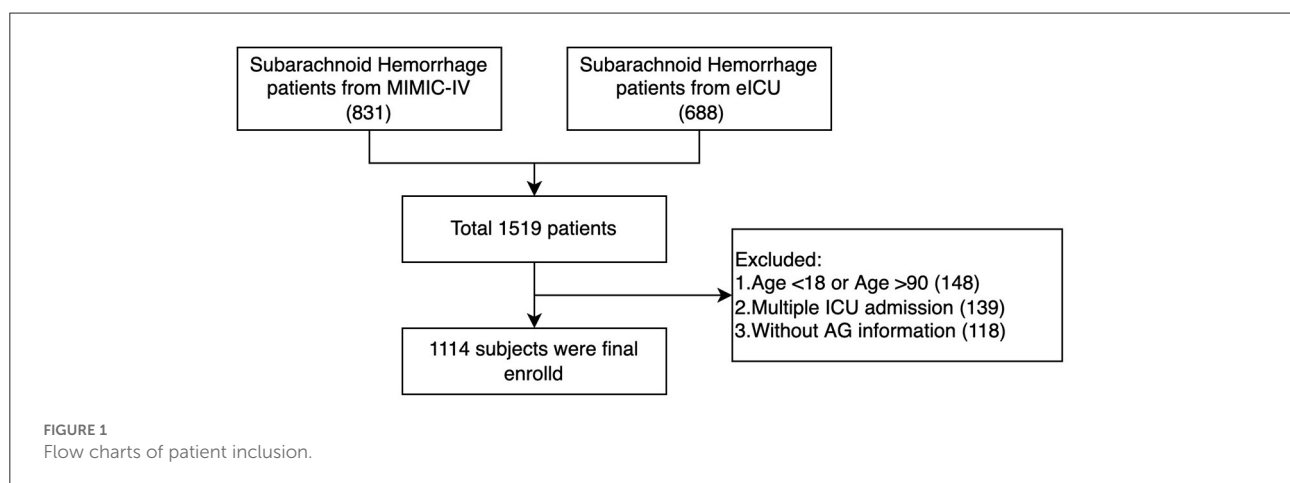 Subarachnoid Hemorrhage
patients from MIMIC-IV
(831)
Subarachnoid Hemorrhage
patients from eICU
(688)
Total 1519 patients
Excluded:
1.Age <18 or Age >90 (148)
2.Multiple ICU admission (139)
3.Without AG information (118)
1114 subjects were final
enrolld
FIGURE 1
Flow charts of patient inclusion.